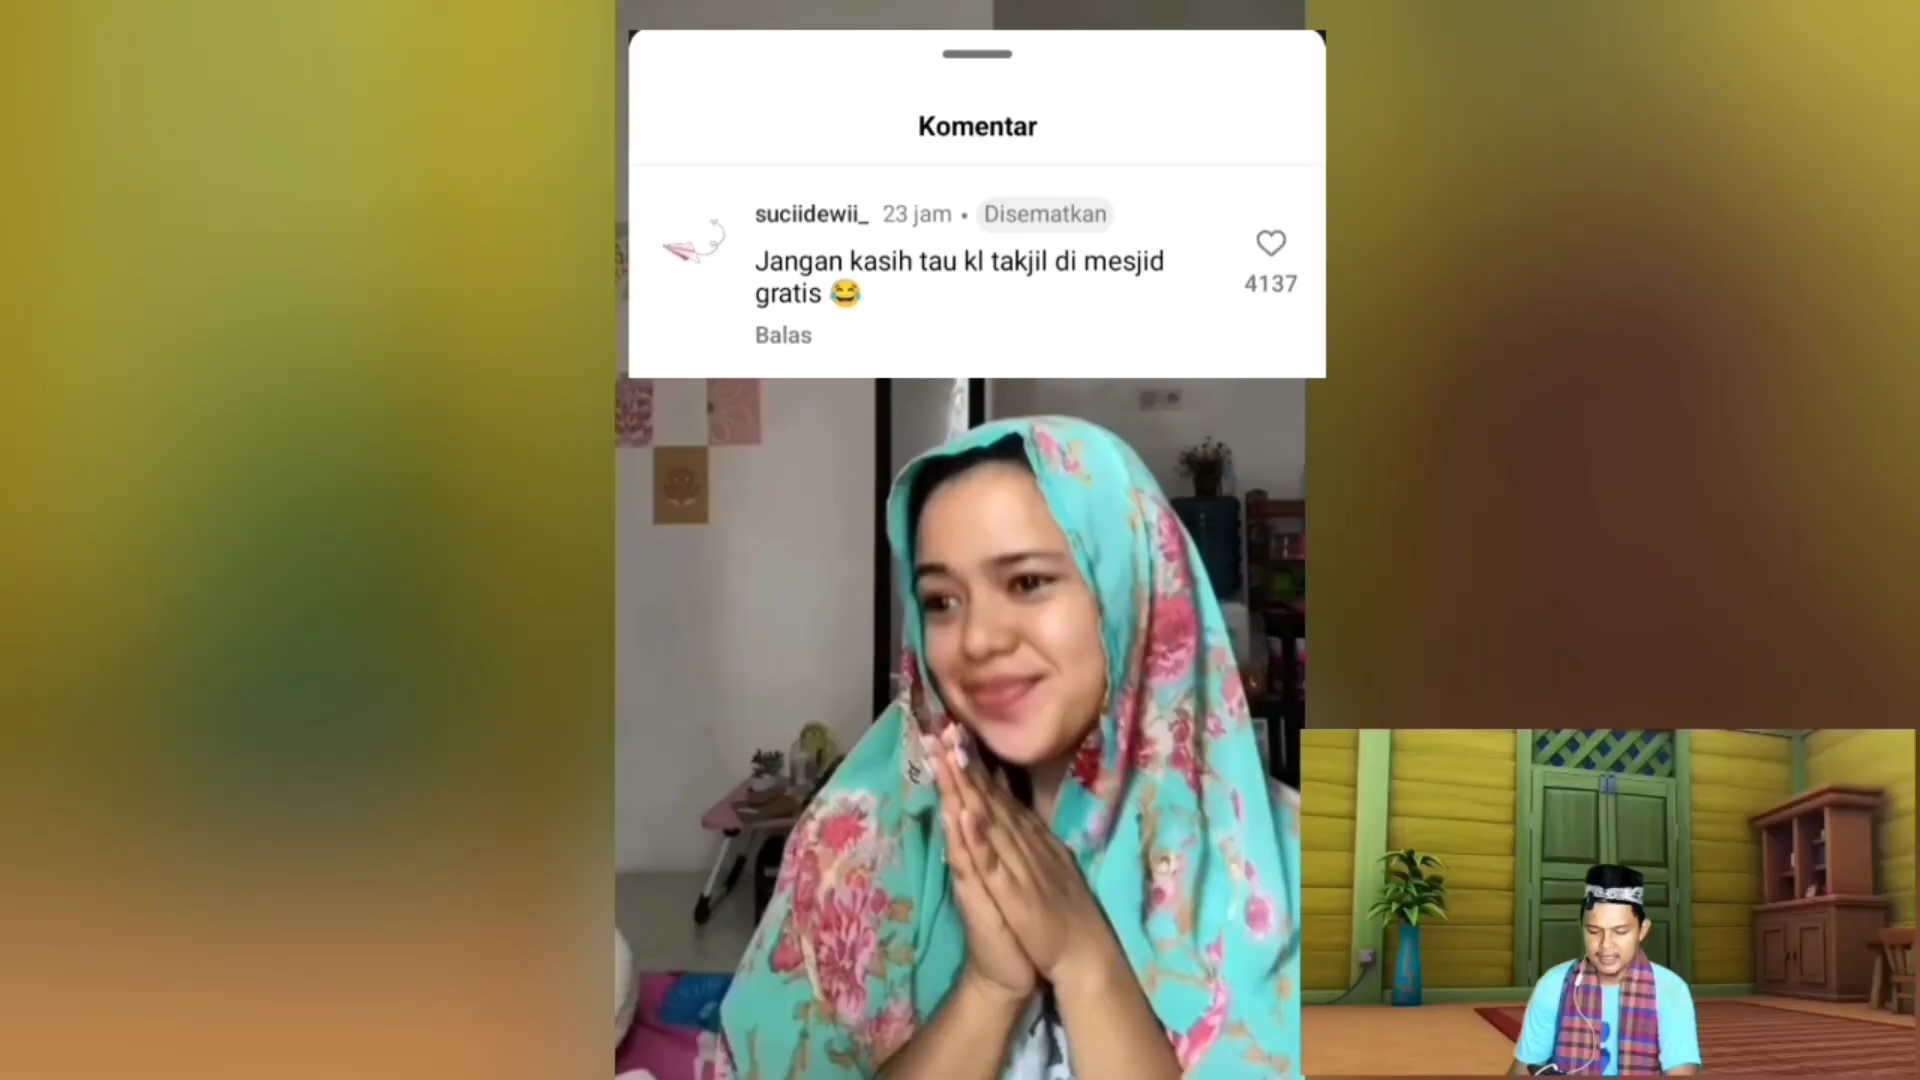 Komentar
suciidewii_ 23 jam • Disematkan
Jangan kasih tau kl takjil di mesjid
gratis 😂
4137
Balas